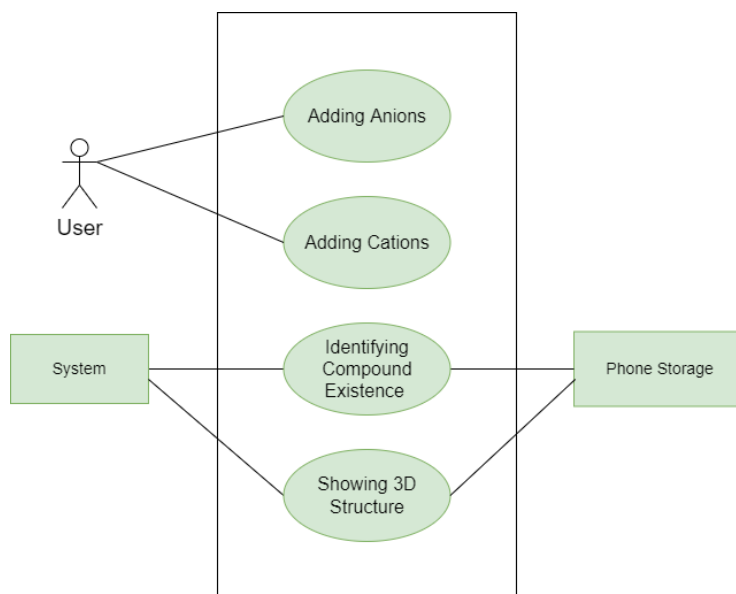 Adding Anions
User
Adding Cations
System
Identifying
Compound
Existence
Phone Storage
Showing 3D
Structure